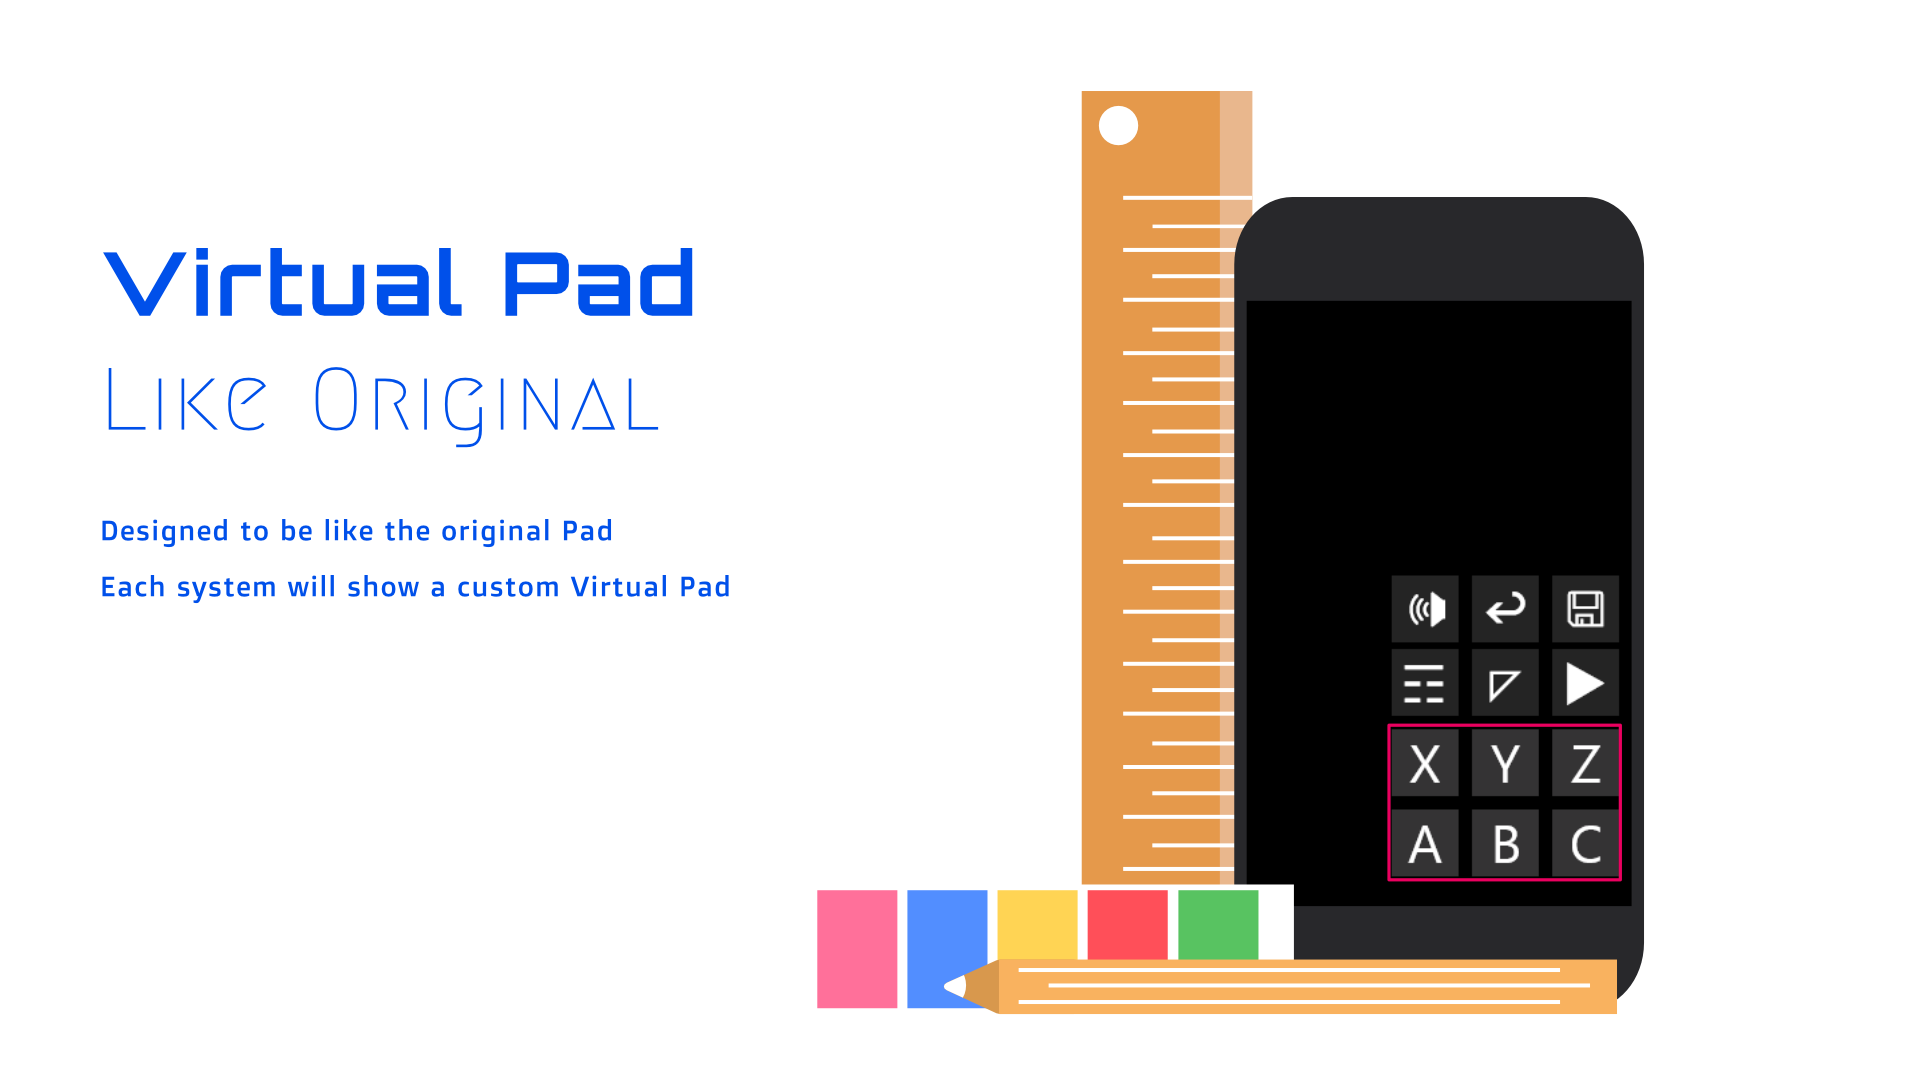 Virtual Pad
Like Original
Designed to be like the original Pad
Each system will show a custom Virtual Pad
X Y Z
A B C